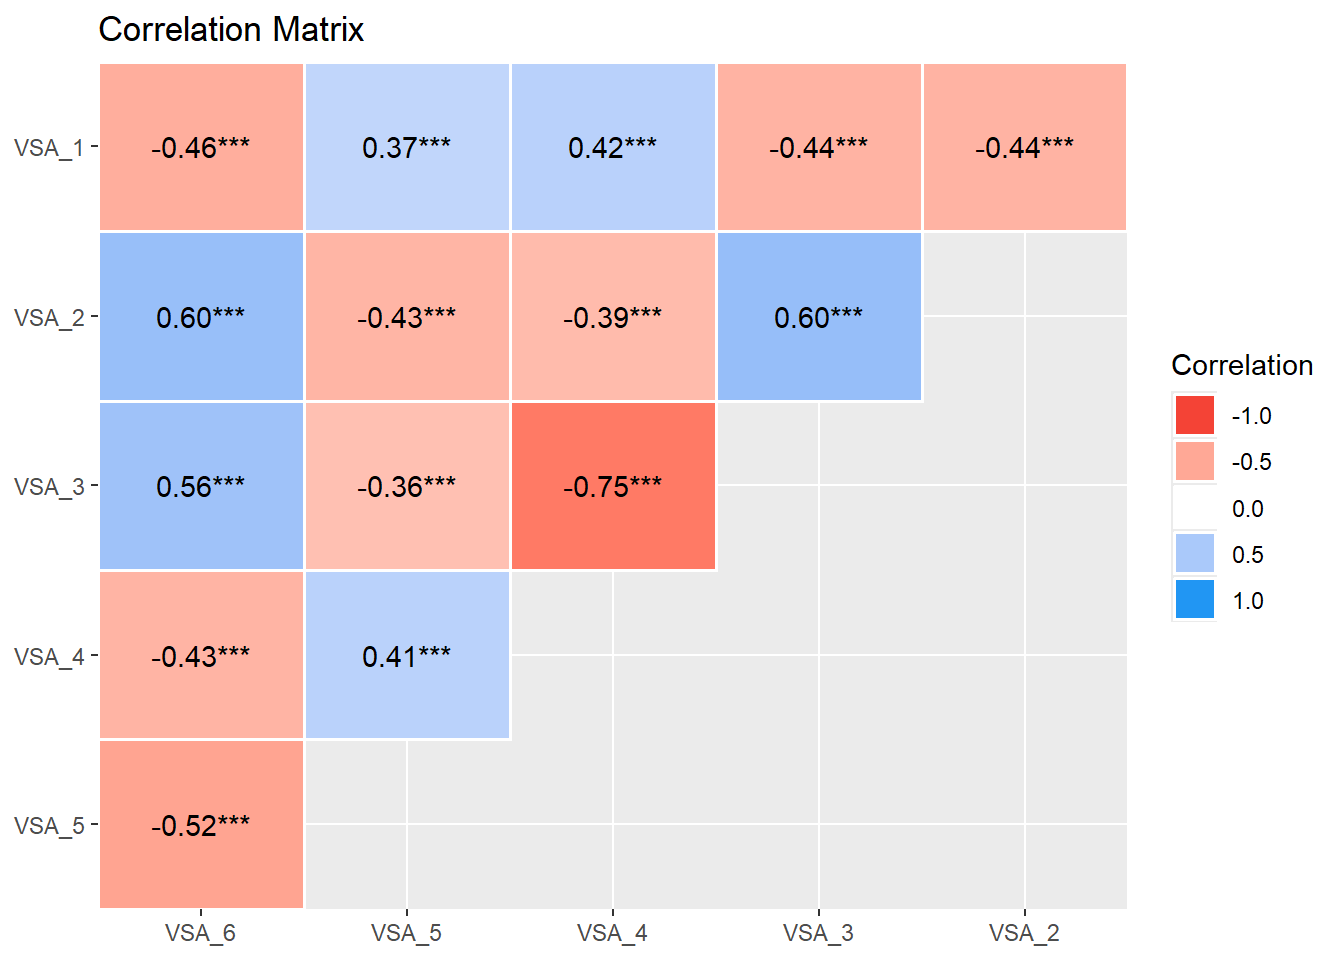 Correlation Matrix
VSA_1 -0.46*** 0.37*** 0.42*** -0.44*** -0.44***
VSA_2 0.60*** -0.43*** -0.39*** 0.60***
VSA_3 0.56*** -0.36*** -0.75***
VSA_4 -0.43*** 0.41***
VSA_5 -0.52***
VSA_6 VSA_5 VSA_4 VSA_3 VSA_2
Correlation
-1.0
-0.5
0.0
0.5
1.0